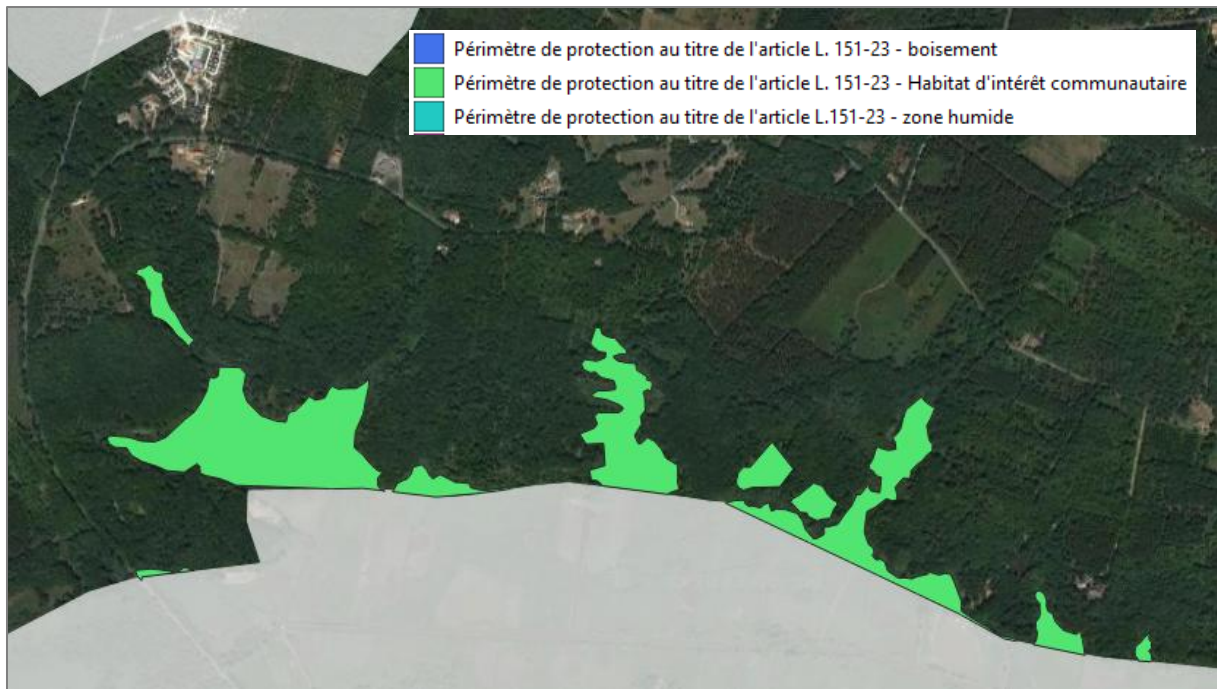 Périmètre de protection au titre de l'article L. 151-23 - boisement
Périmètre de protection au titre de l'article L. 151-23 - Habitat d'intérêt communautaire
Périmètre de protection au titre de l'article L.151-23 - zone humide